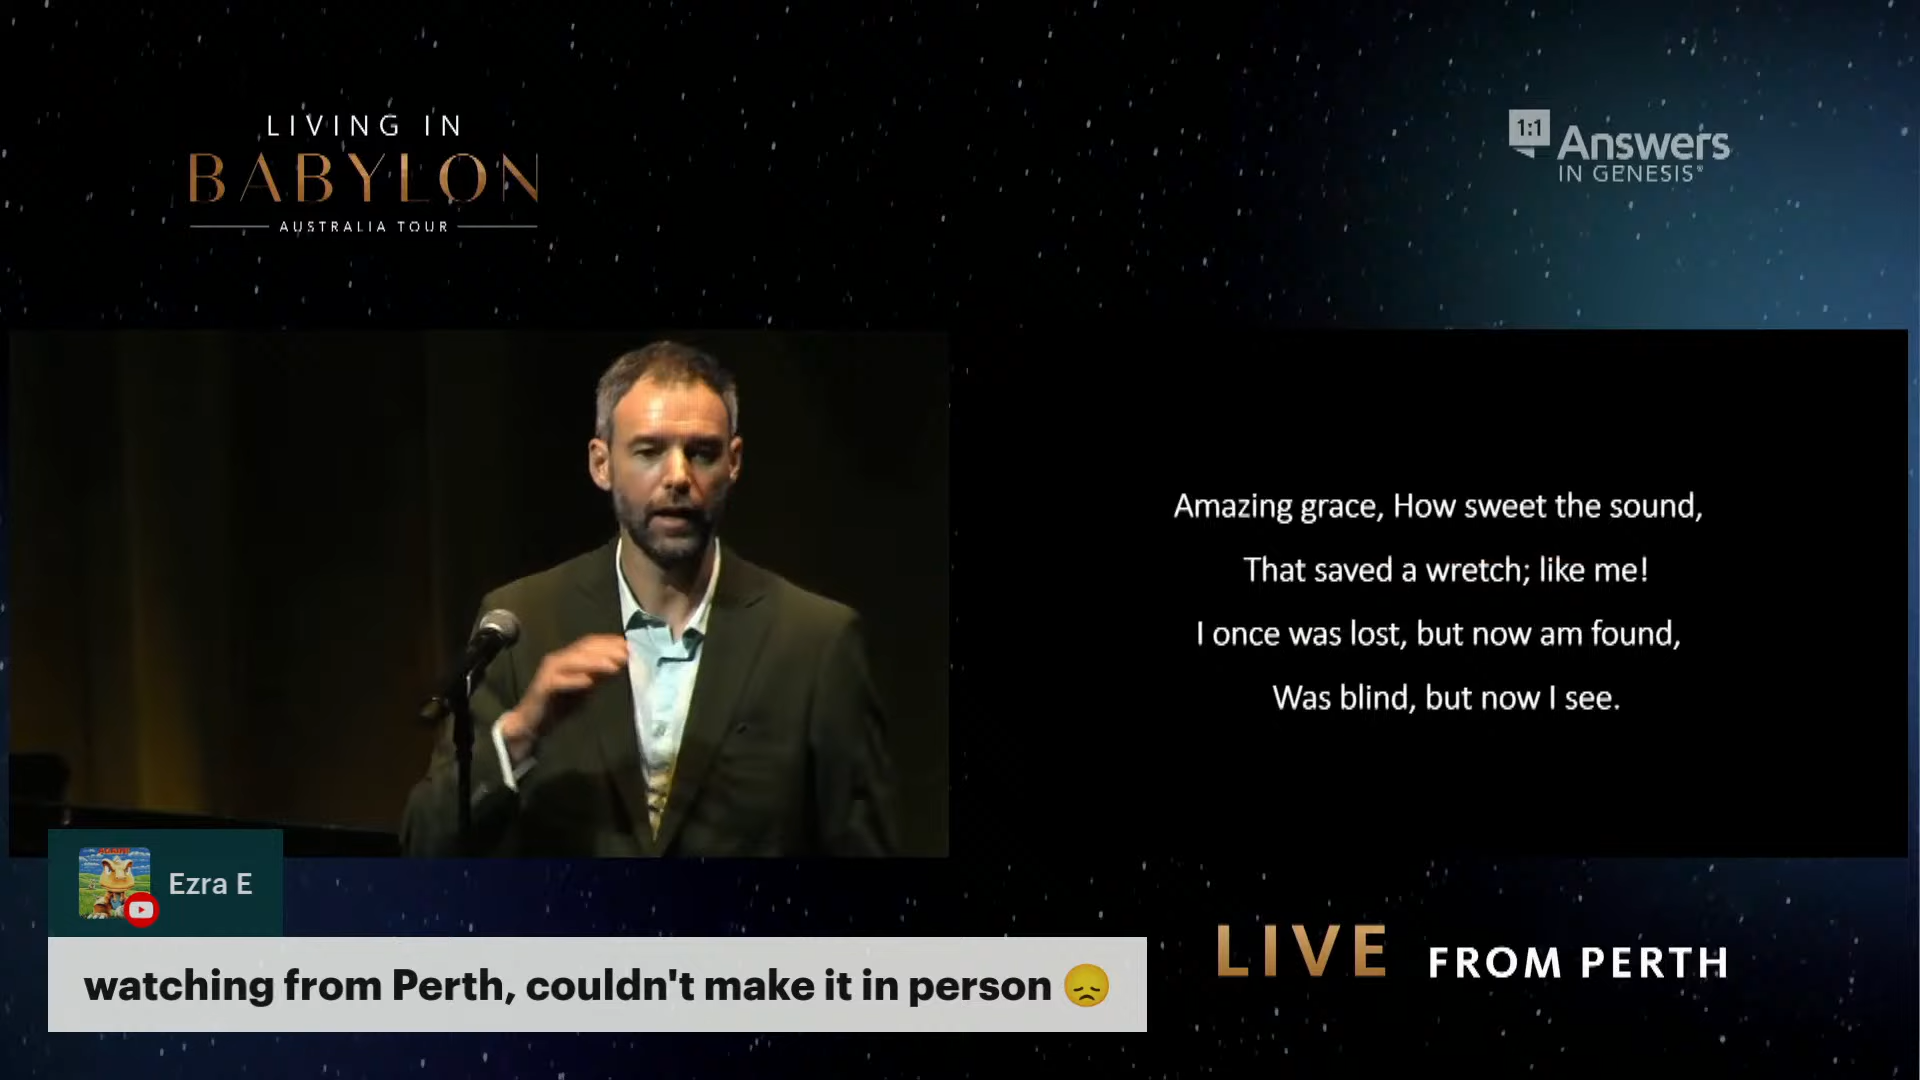 LIVING IN
BABYLON
AUSTRALIA TOUR
1:1
Answers
IN GENESIS®
Amazing grace, How sweet the sound,
That saved a wretch; like me!
I once was lost, but now am found,
Was blind, but now I see.
Ezra E
watching from Perth, couldn't make it in person 😞
LIVE FROM PERTH